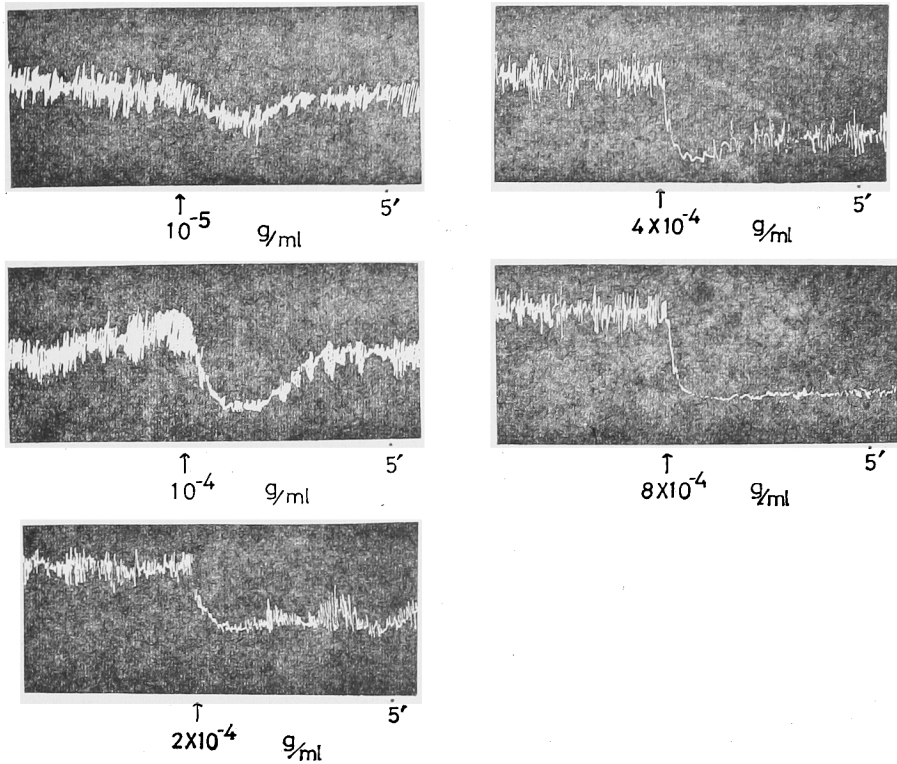 ↑ 5′
10⁻⁵ g/ml
↑ 5′
4X10⁻⁴ g/ml
↑ 5′
10⁻⁴ g/ml
↑ 5′
8X10⁻⁴ g/ml
↑ 5′
2X10⁻⁴ g/ml